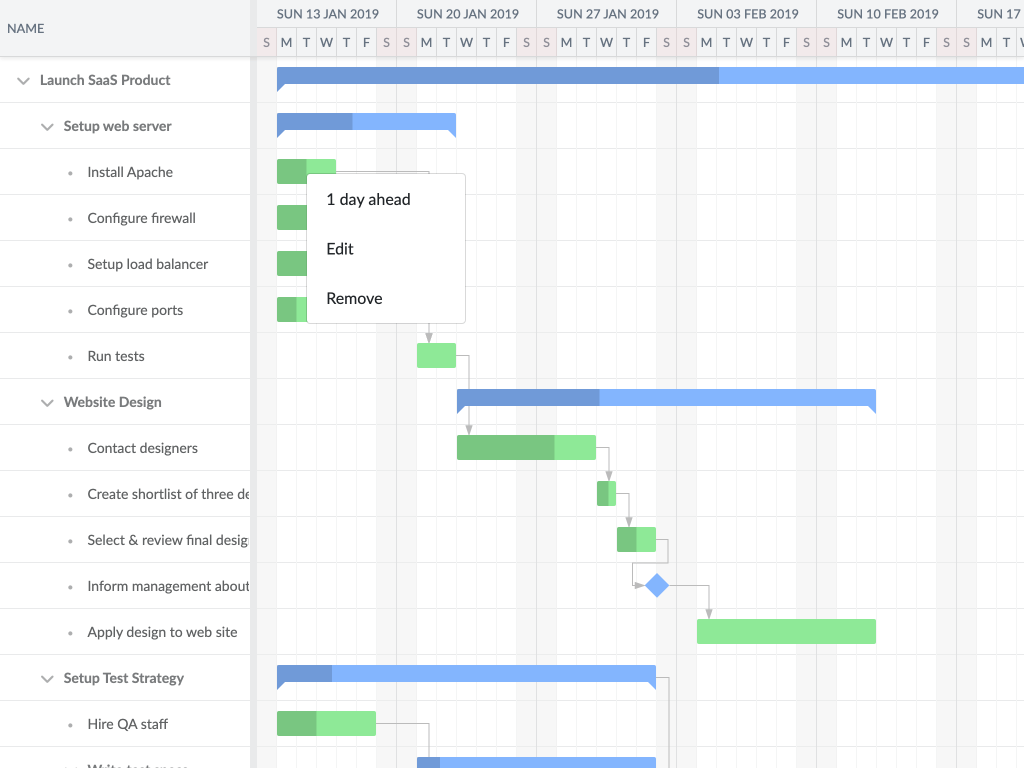 NAME
SUN 13 JAN 2019 SUN 20 JAN 2019 SUN 27 JAN 2019 SUN 03 FEB 2019 SUN 10 FEB 2019 SUN 17
S M T W T F S S M T W T F S S M T W T F S S M T W T F S S M T W T F S S M T
Launch SaaS Product
Setup web server
Install Apache
1 day ahead
Configure firewall
Edit
Setup load balancer
Remove
Configure ports
Run tests
Website Design
Contact designers
Create shortlist of three de
Select & review final desig
Inform management about
Apply design to web site
Setup Test Strategy
Hire QA staff